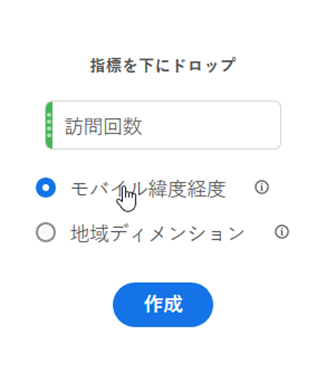 指標を下にドロップ
訪問回数
モバイル緯度経度
地域ディメンション
作成